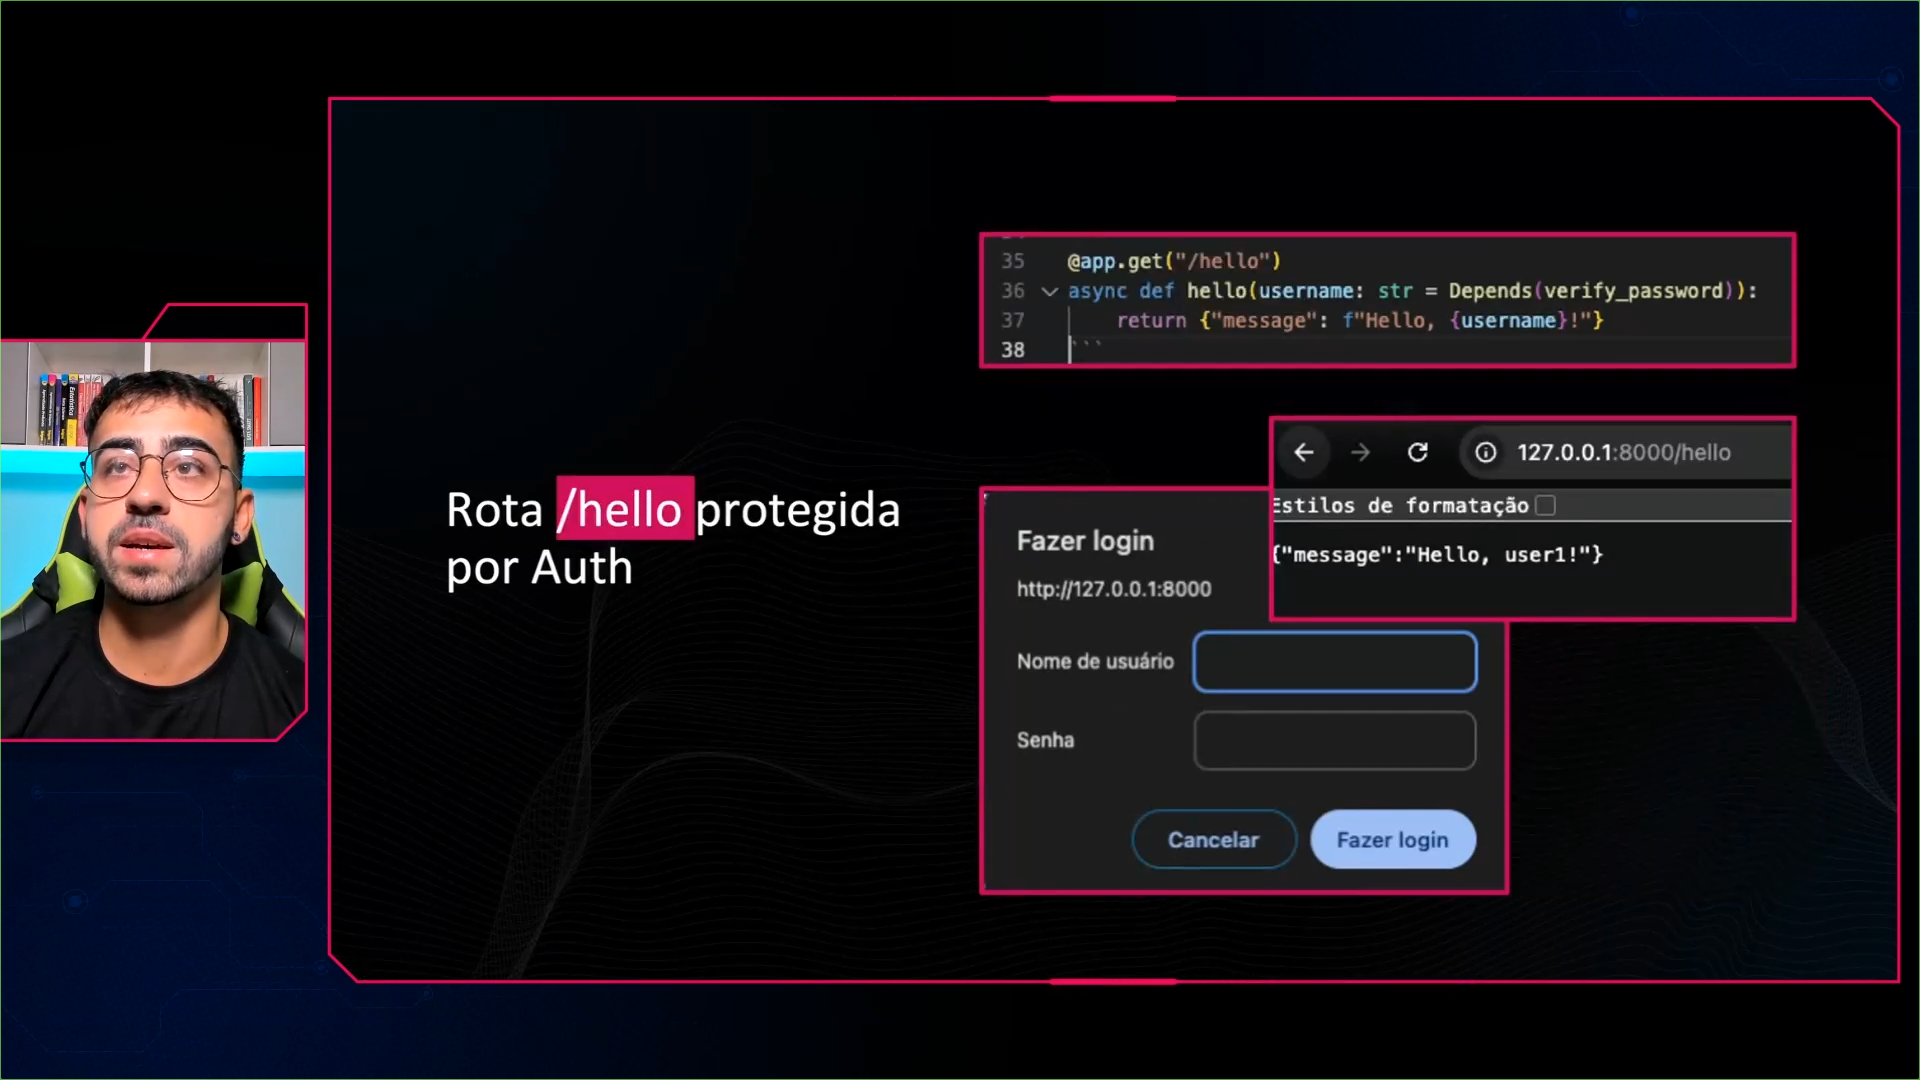 Rota /hello protegida
por Auth
35 @app.get("/hello")
36 async def hello(username: str = Depends(verify_password)):
37 return {"message": f"Hello, {username}!"}
38 ```
127.0.0.1:8000/hello
Estilos de formatação
{"message":"Hello, user1!"}
Fazer login
http://127.0.0.1:8000
Nome de usuário
Senha
Cancelar
Fazer login